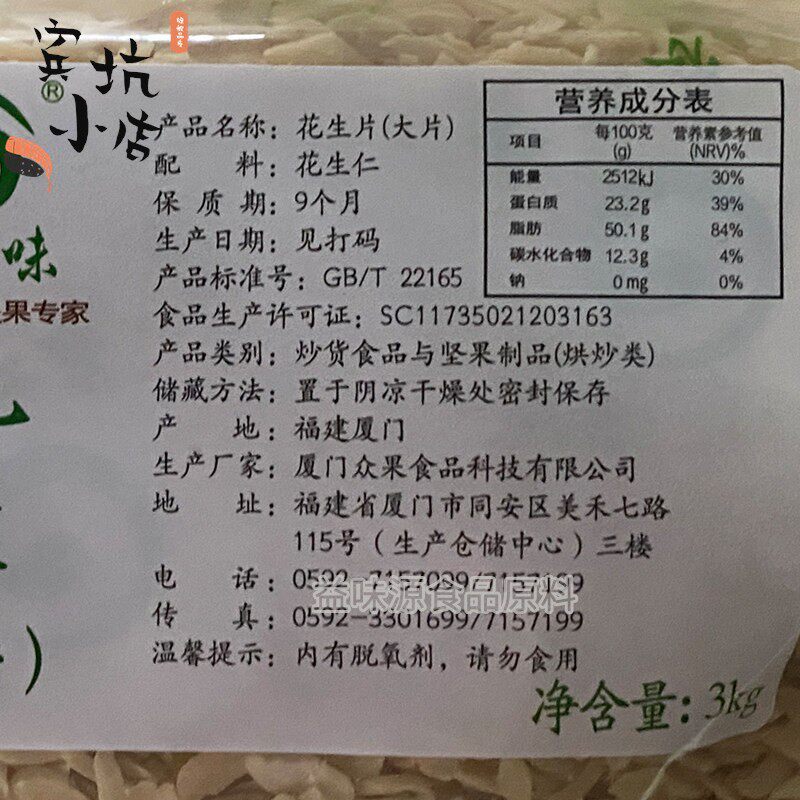 宾坑
小店
®
味
果专家
产品名称：花生片(大片)
配 料：花生仁
保 质 期：9个月
生产日期：见打码
产品标准号：GB/T 22165
食品生产许可证：SC11735021203163
产品类别：炒货食品与坚果制品(烘炒类)
储藏方法：置于阴凉干燥处密封保存
产 地：福建厦门
生产厂家：厦门众果食品科技有限公司
地 址：福建省厦门市同安区美禾七路
115号（生产仓储中心）三楼
电 话：0592-7157099/7157199
益味源食品原料
传 真：0592-3301699/7157199
温馨提示：内有脱氧剂，请勿食用
净含量：3kg
营养成分表
项目 每100克(g) 营养素参考值(NRV)%
能量 2512kJ 30%
蛋白质 23.2g 39%
脂肪 50.1g 84%
碳水化合物 12.3g 4%
钠 0mg 0%